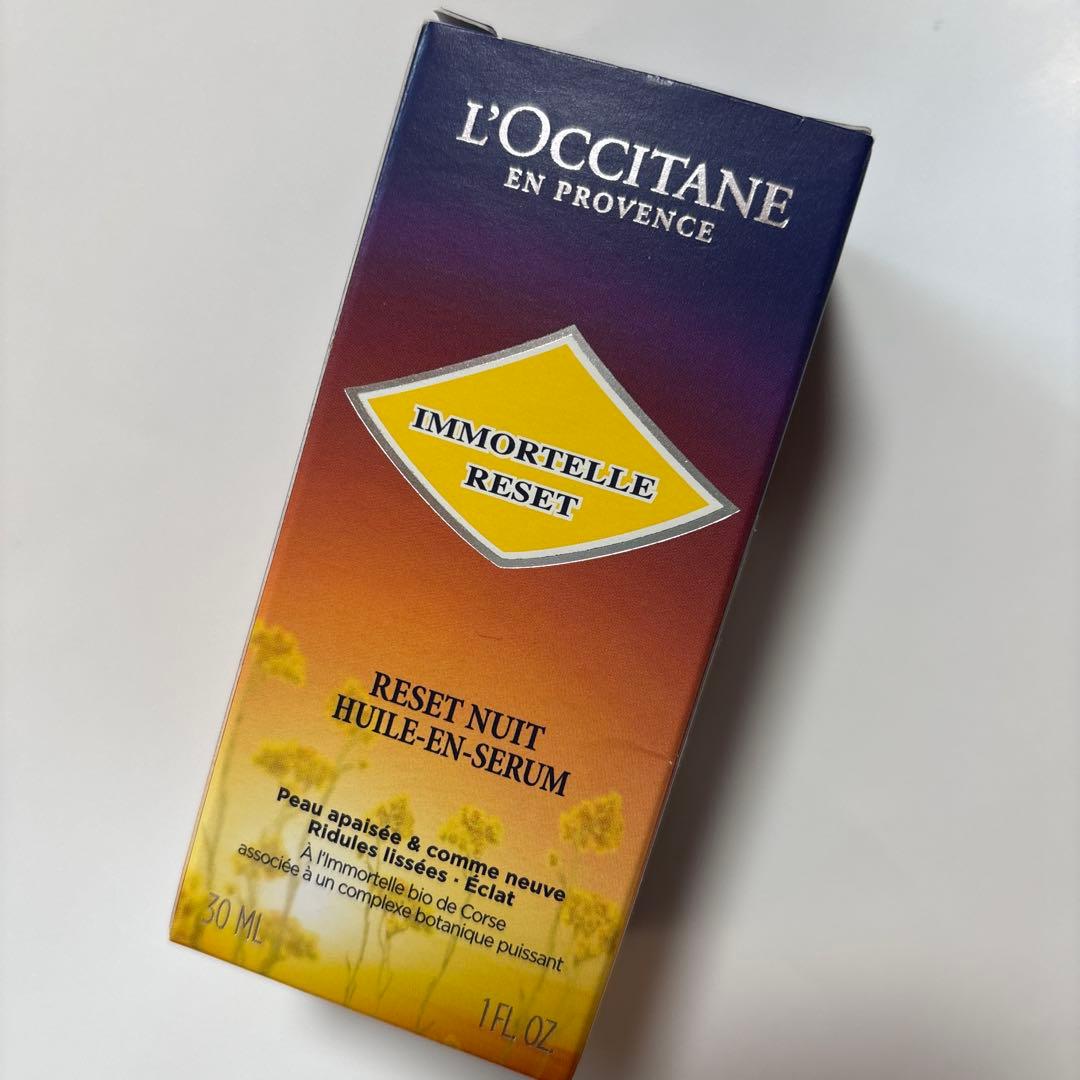 L'OCCITANE
EN PROVENCE
IMMORTELLE
RESET
RESET NUIT
HUILE-EN-SERUM
Peau apaisée & comme neuve
Ridules lissées · Éclat
À l'Immortelle bio de Corse
associée à un complexe botanique puissant
30 ML
1 FL. OZ.